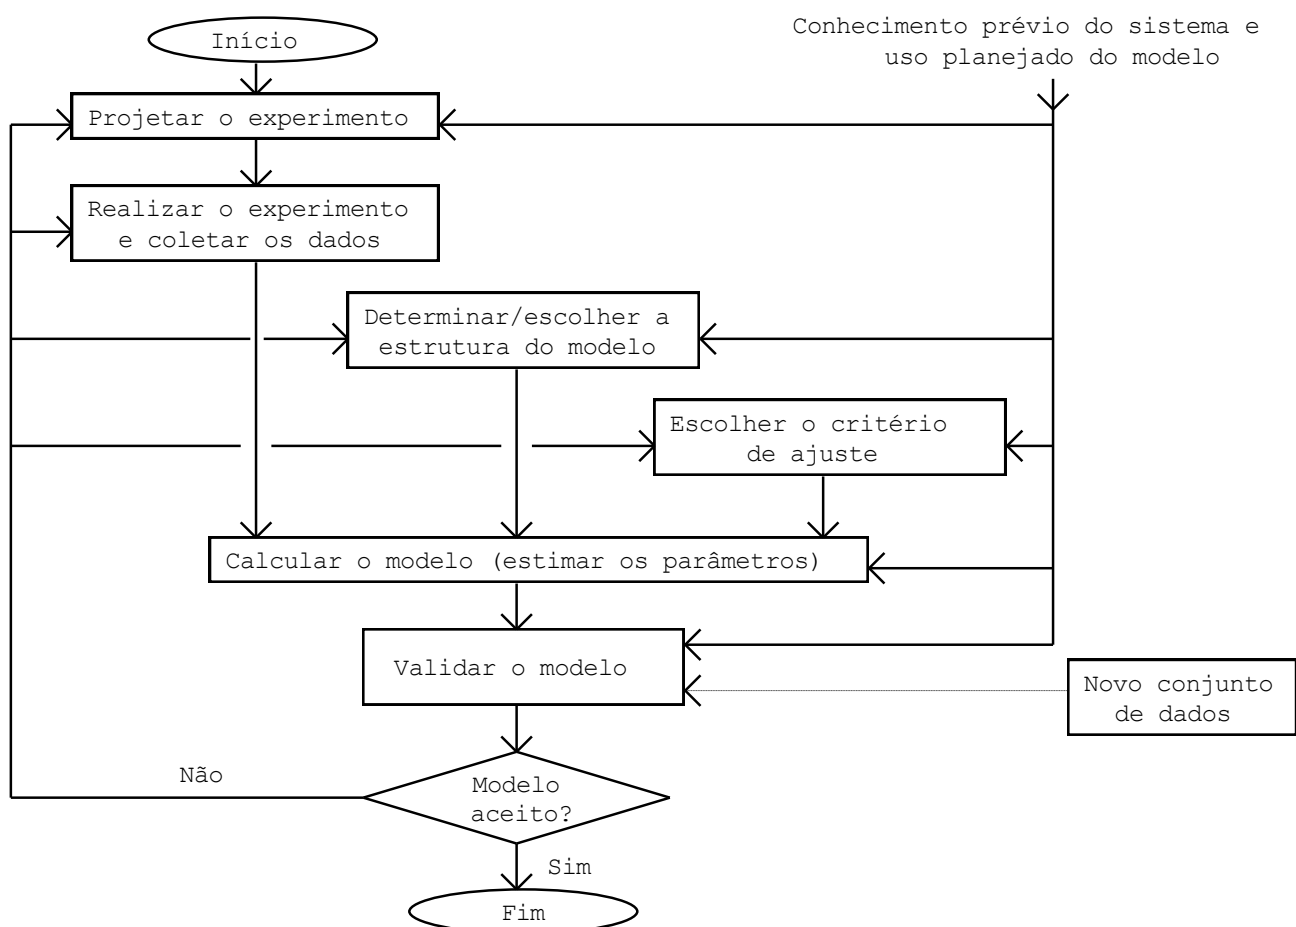 Início
Conhecimento prévio do sistema e
uso planejado do modelo
Projetar o experimento
Realizar o experimento
e coletar os dados
Determinar/escolher a
estrutura do modelo
Escolher o critério
de ajuste
Calcular o modelo (estimar os parâmetros)
Validar o modelo
Novo conjunto
de dados
Não
Modelo
aceito?
Sim
Fim